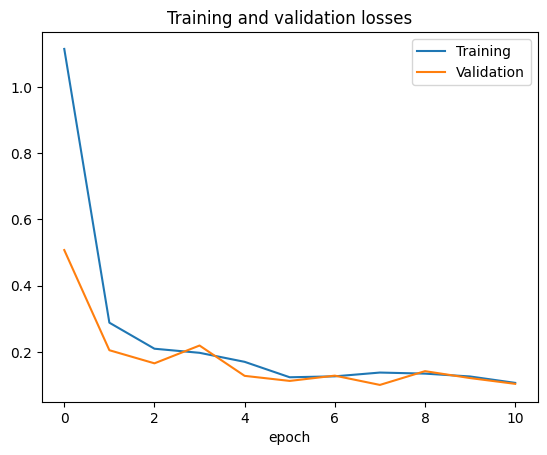 Training and validation losses
Training
Validation
1.0
0.8
0.6
0.4
0.2
0 2 4 6 8 10
epoch